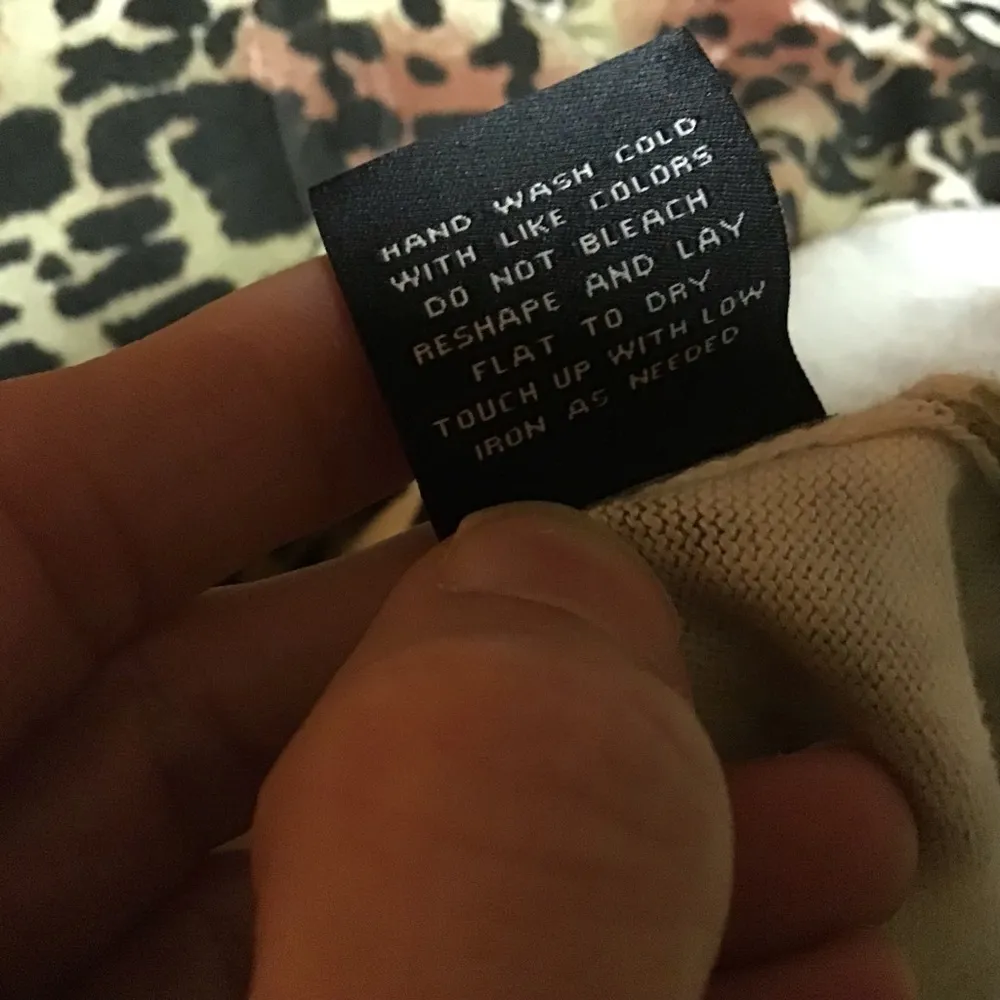 HAND WASH COLD
WITH LIKE COLORS
DO NOT BLEACH
RESHAPE AND LAY
FLAT TO DRY
TOUCH UP WITH LOW
IRON AS NEEDED